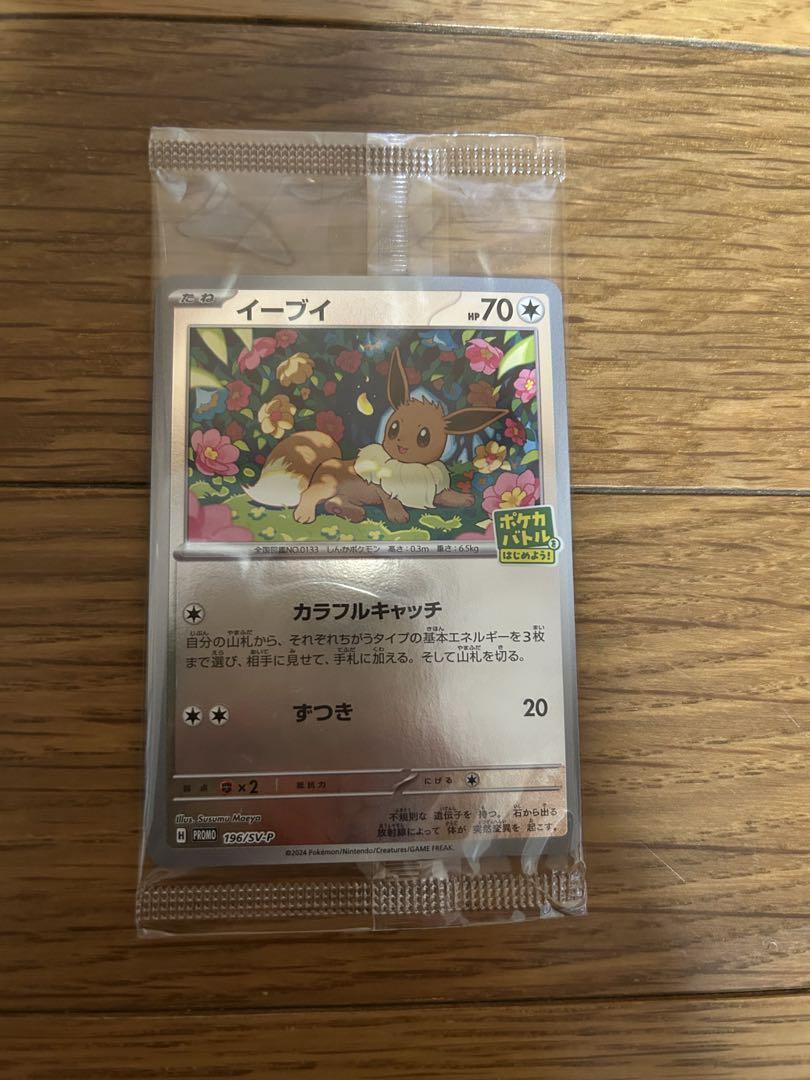 たね イーブイ HP70
ポケカ
バトルを
はじめよう!
全国図鑑NO.0133 しんかポケモン 高さ:0.3m 重さ:6.5kg
カラフルキャッチ
自分の山札から、それぞれちがうタイプの基本エネルギーを3枚
まで選び、相手に見せて、手札に加える。そして山札を切る。
ずつき 20
弱点 ×2 抵抗力 にげる
Illus. Susumu Maeya
H PROMO 196/SV-P
不規則な 遺伝子を 持つ。 石から出る
放射線によって 体が 突然変異を 起こす。
©2024 Pokémon/Nintendo/Creatures/GAME FREAK.